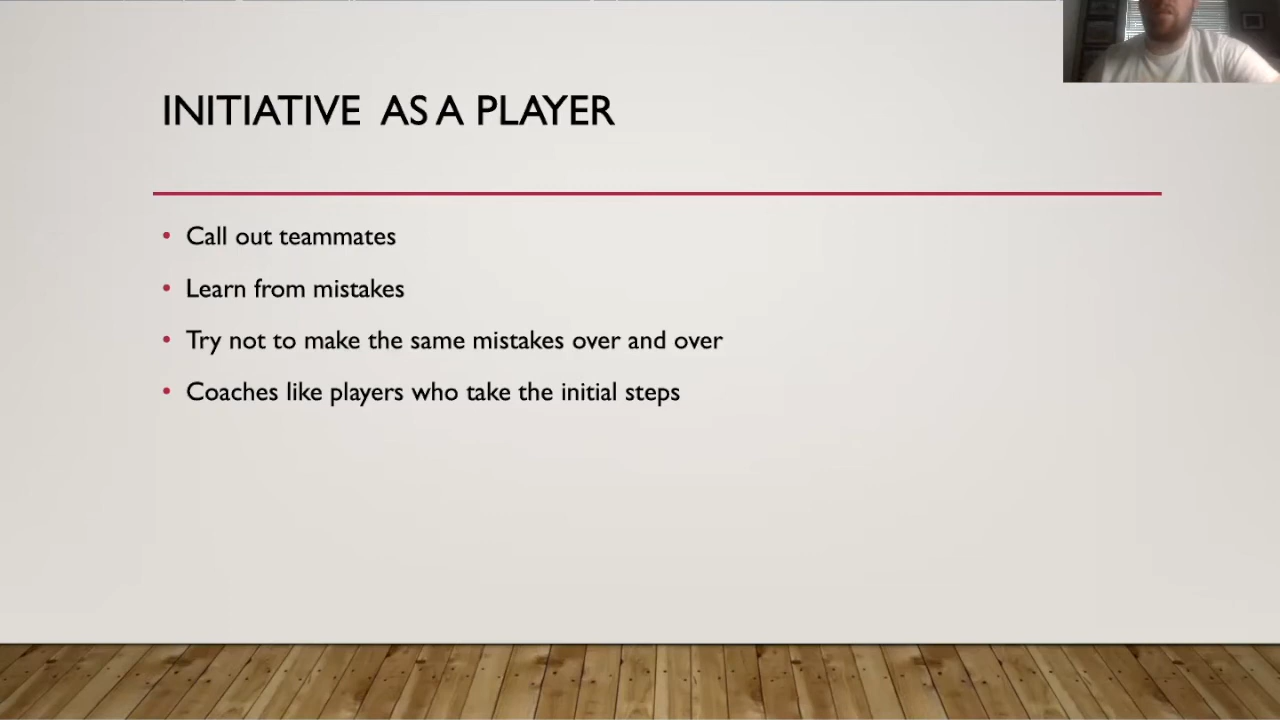 INITIATIVE AS A PLAYER
• Call out teammates
• Learn from mistakes
• Try not to make the same mistakes over and over
• Coaches like players who take the initial steps